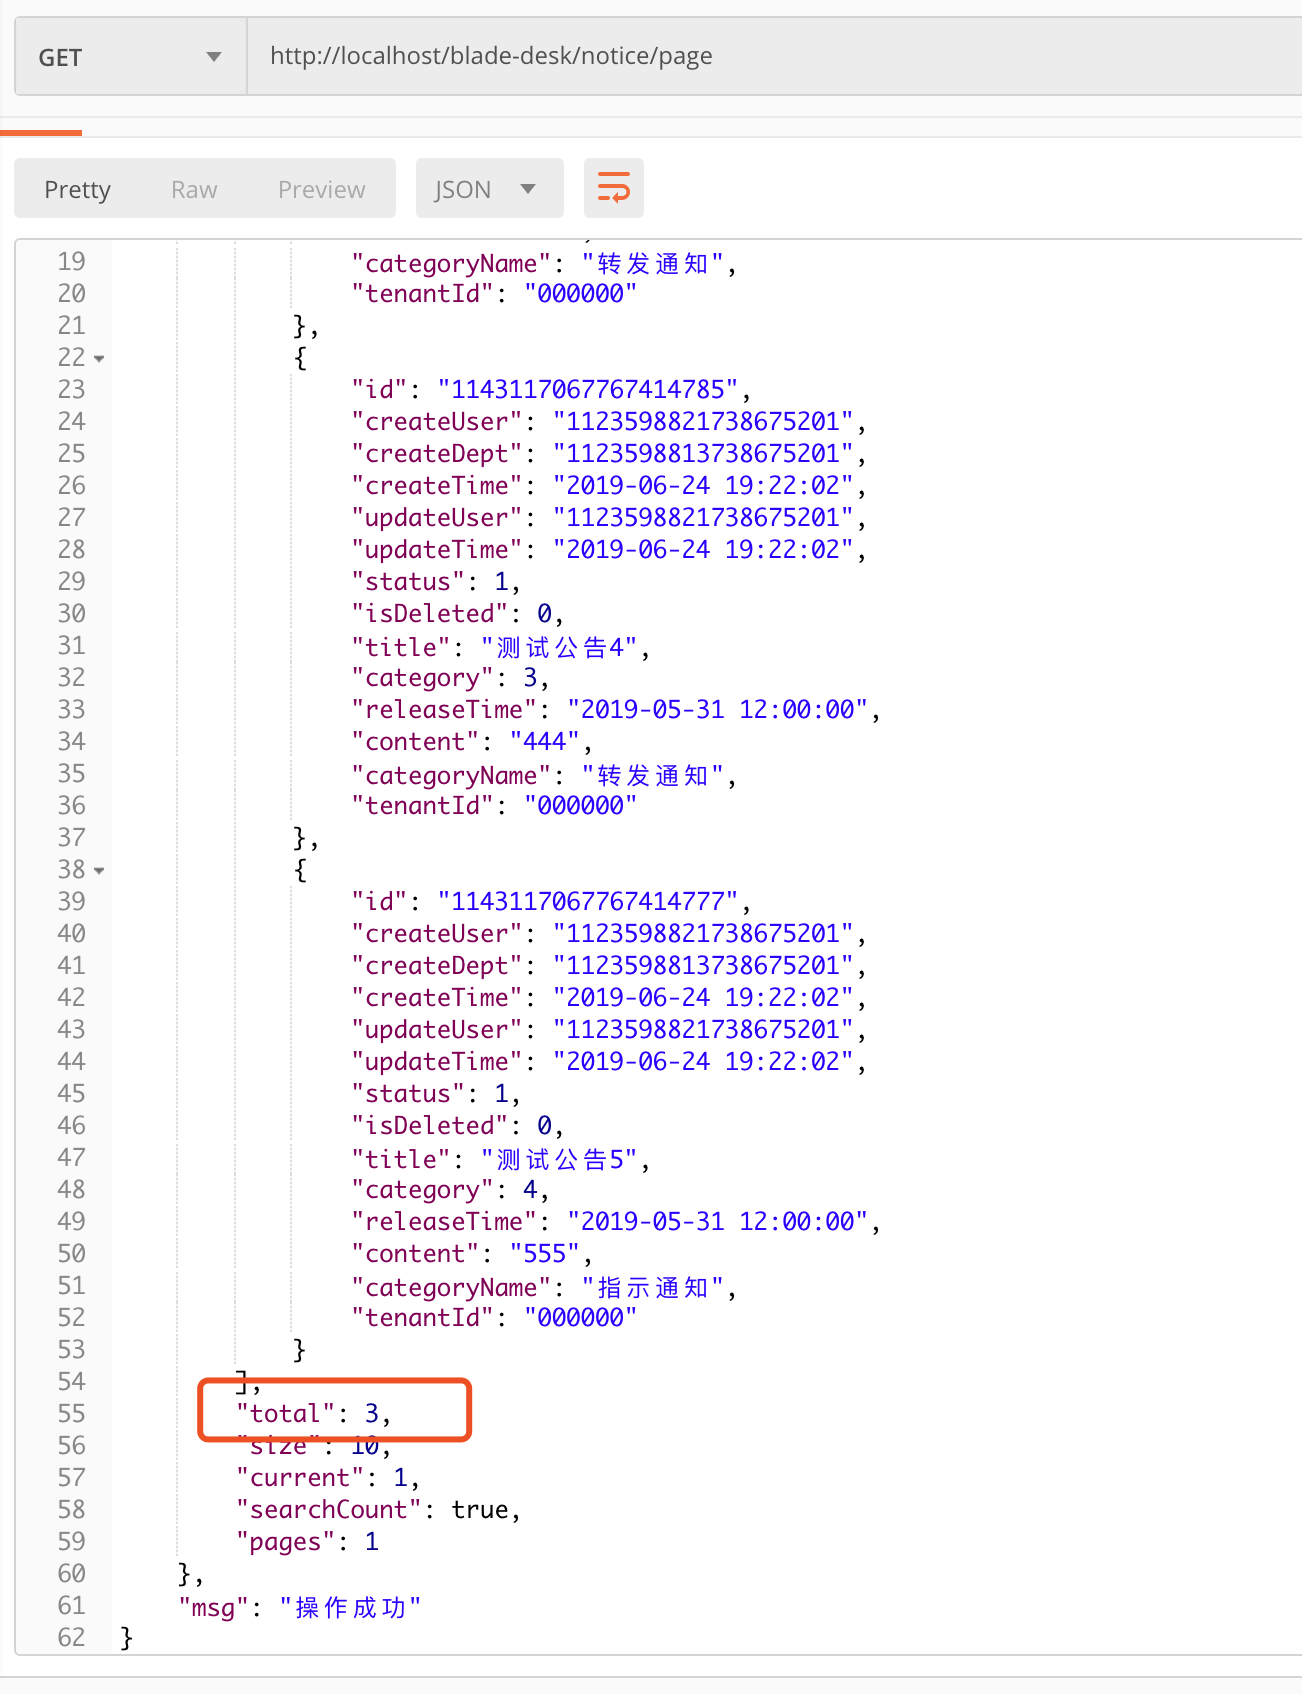 GET http://localhost/blade-desk/notice/page
Pretty Raw Preview JSON
19 "categoryName": "转发通知",
20 "tenantId": "000000"
21 },
22 {
23 "id": "1143117067767414785",
24 "createUser": "1123598821738675201",
25 "createDept": "1123598813738675201",
26 "createTime": "2019-06-24 19:22:02",
27 "updateUser": "1123598821738675201",
28 "updateTime": "2019-06-24 19:22:02",
29 "status": 1,
30 "isDeleted": 0,
31 "title": "测试公告4",
32 "category": 3,
33 "releaseTime": "2019-05-31 12:00:00",
34 "content": "444",
35 "categoryName": "转发通知",
36 "tenantId": "000000"
37 },
38 {
39 "id": "1143117067767414777",
40 "createUser": "1123598821738675201",
41 "createDept": "1123598813738675201",
42 "createTime": "2019-06-24 19:22:02",
43 "updateUser": "1123598821738675201",
44 "updateTime": "2019-06-24 19:22:02",
45 "status": 1,
46 "isDeleted": 0,
47 "title": "测试公告5",
48 "category": 4,
49 "releaseTime": "2019-05-31 12:00:00",
50 "content": "555",
51 "categoryName": "指示通知",
52 "tenantId": "000000"
53 }
54 ],
55 "total": 3,
56 "size": 10,
57 "current": 1,
58 "searchCount": true,
59 "pages": 1
60 },
61 "msg": "操作成功"
62 }